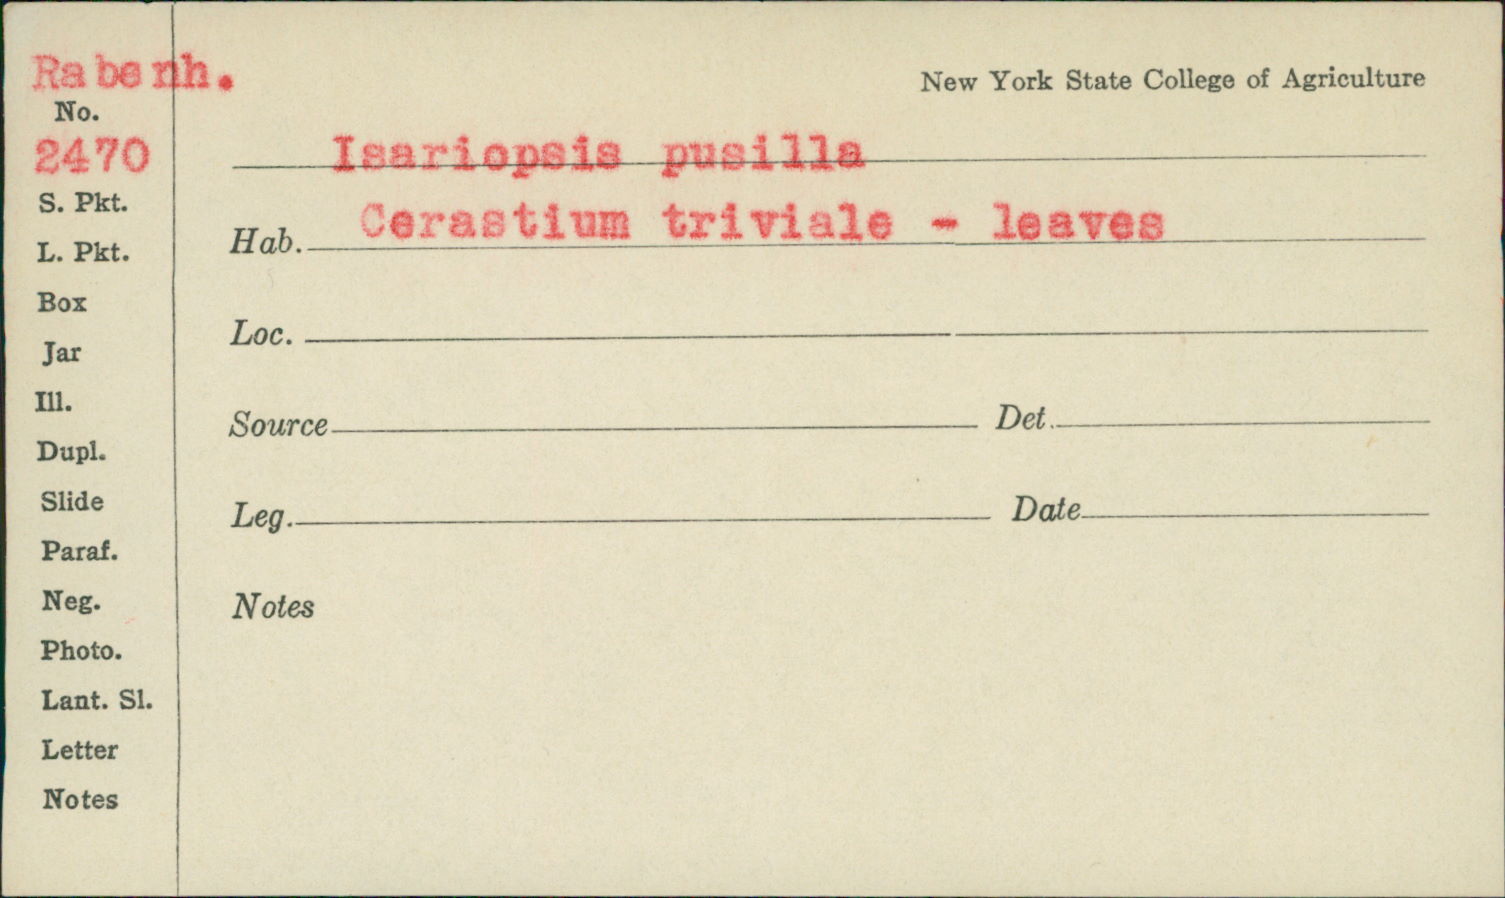 Rabenh.
New York State College of Agriculture
No.
2470
Isariopsis pusilla
S. Pkt.
Hab. Cerastium triviale - leaves
L. Pkt.
Box
Loc.
Jar
Ill.
Source Det.
Dupl.
Slide
Leg. Date
Paraf.
Neg.
Notes
Photo.
Lant. Sl.
Letter
Notes